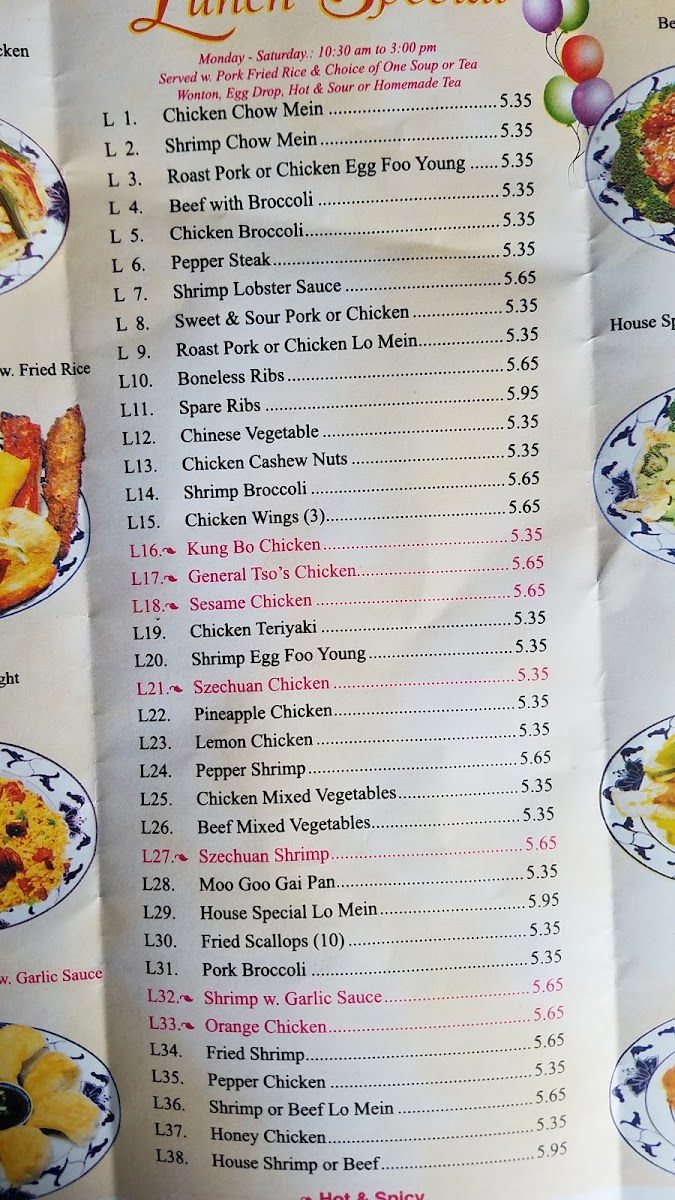 Lunch Special
Monday - Saturday.: 10:30 am to 3:00 pm
Served w. Pork Fried Rice & Choice of One Soup or Tea
Wonton, Egg Drop, Hot & Sour or Homemade Tea
L 1. Chicken Chow Mein 5.35
L 2. Shrimp Chow Mein 5.35
L 3. Roast Pork or Chicken Egg Foo Young 5.35
L 4. Beef with Broccoli 5.35
L 5. Chicken Broccoli 5.35
L 6. Pepper Steak 5.35
L 7. Shrimp Lobster Sauce 5.65
L 8. Sweet & Sour Pork or Chicken 5.35
L 9. Roast Pork or Chicken Lo Mein 5.35
L10. Boneless Ribs 5.65
L11. Spare Ribs 5.95
L12. Chinese Vegetable 5.35
L13. Chicken Cashew Nuts 5.35
L14. Shrimp Broccoli 5.65
L15. Chicken Wings (3) 5.65
L16. Kung Bo Chicken 5.35
L17. General Tso's Chicken 5.65
L18. Sesame Chicken 5.65
L19. Chicken Teriyaki 5.35
L20. Shrimp Egg Foo Young 5.35
L21. Szechuan Chicken 5.35
L22. Pineapple Chicken 5.35
L23. Lemon Chicken 5.35
L24. Pepper Shrimp 5.65
L25. Chicken Mixed Vegetables 5.35
L26. Beef Mixed Vegetables 5.35
L27. Szechuan Shrimp 5.65
L28. Moo Goo Gai Pan 5.35
L29. House Special Lo Mein 5.95
L30. Fried Scallops (10) 5.35
L31. Pork Broccoli 5.35
L32. Shrimp w. Garlic Sauce 5.65
L33. Orange Chicken 5.65
L34. Fried Shrimp 5.65
L35. Pepper Chicken 5.35
L36. Shrimp or Beef Lo Mein 5.65
L37. Honey Chicken 5.35
L38. House Shrimp or Beef 5.95
Hot & Spicy
cken
w. Fried Rice
ght
w. Garlic Sauce
Be
House Sp